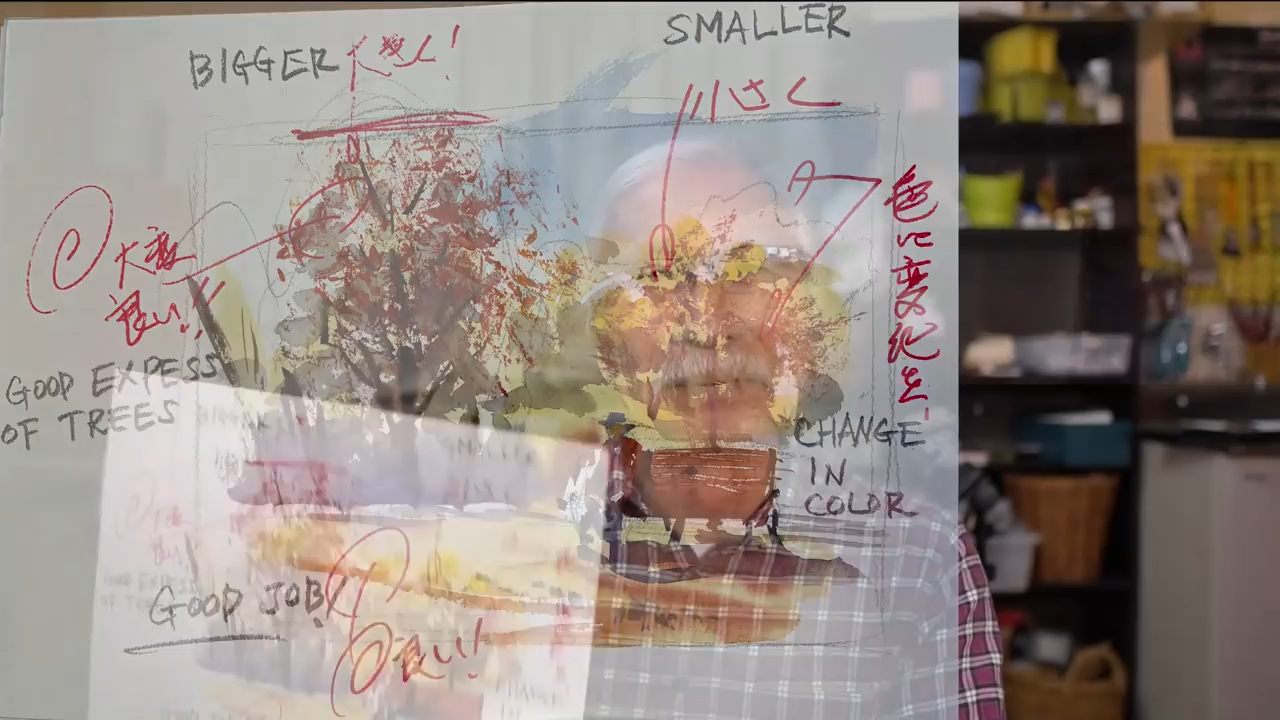 BIGGER 大きく!
SMALLER
小さく
色に変化を
大変
良い!!
GOOD EXPESS
OF TREES
CHANGE
IN
COLOR
GOOD JOB!
良い!